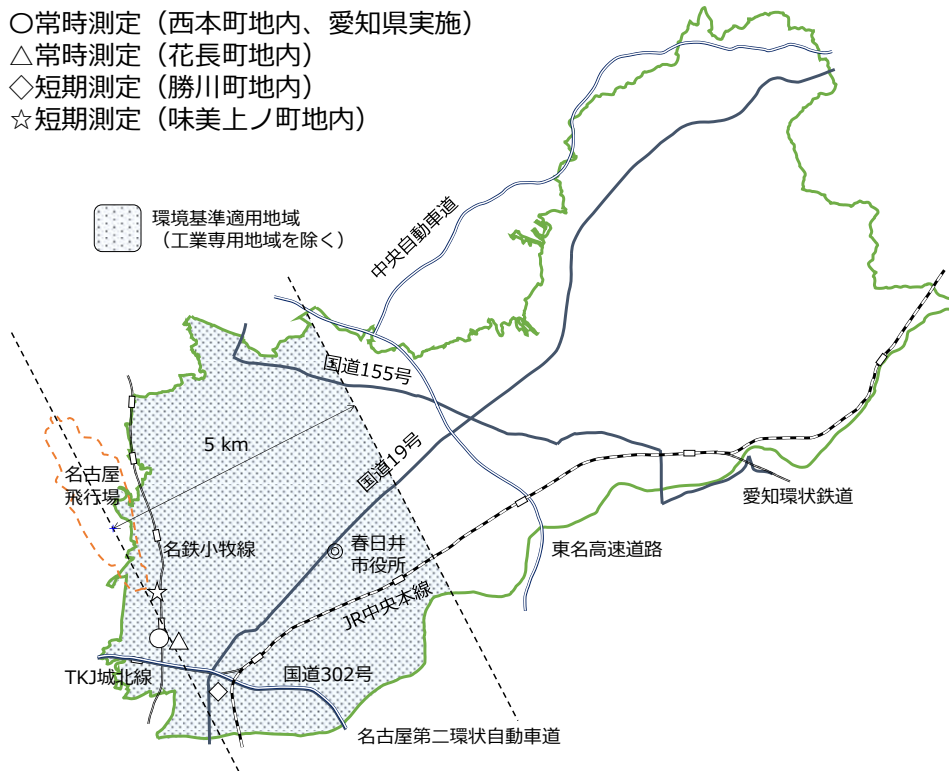 ○常時測定（西本町地内、愛知県実施）
△常時測定（花長町地内）
◇短期測定（勝川町地内）
☆短期測定（味美上ノ町地内）
環境基準適用地域
（工業専用地域を除く）
中央自動車道
国道155号
5 km
国道19号
名古屋
飛行場
愛知環状鉄道
名鉄小牧線
春日井
市役所
東名高速道路
JR中央本線
TKJ城北線
国道302号
名古屋第二環状自動車道